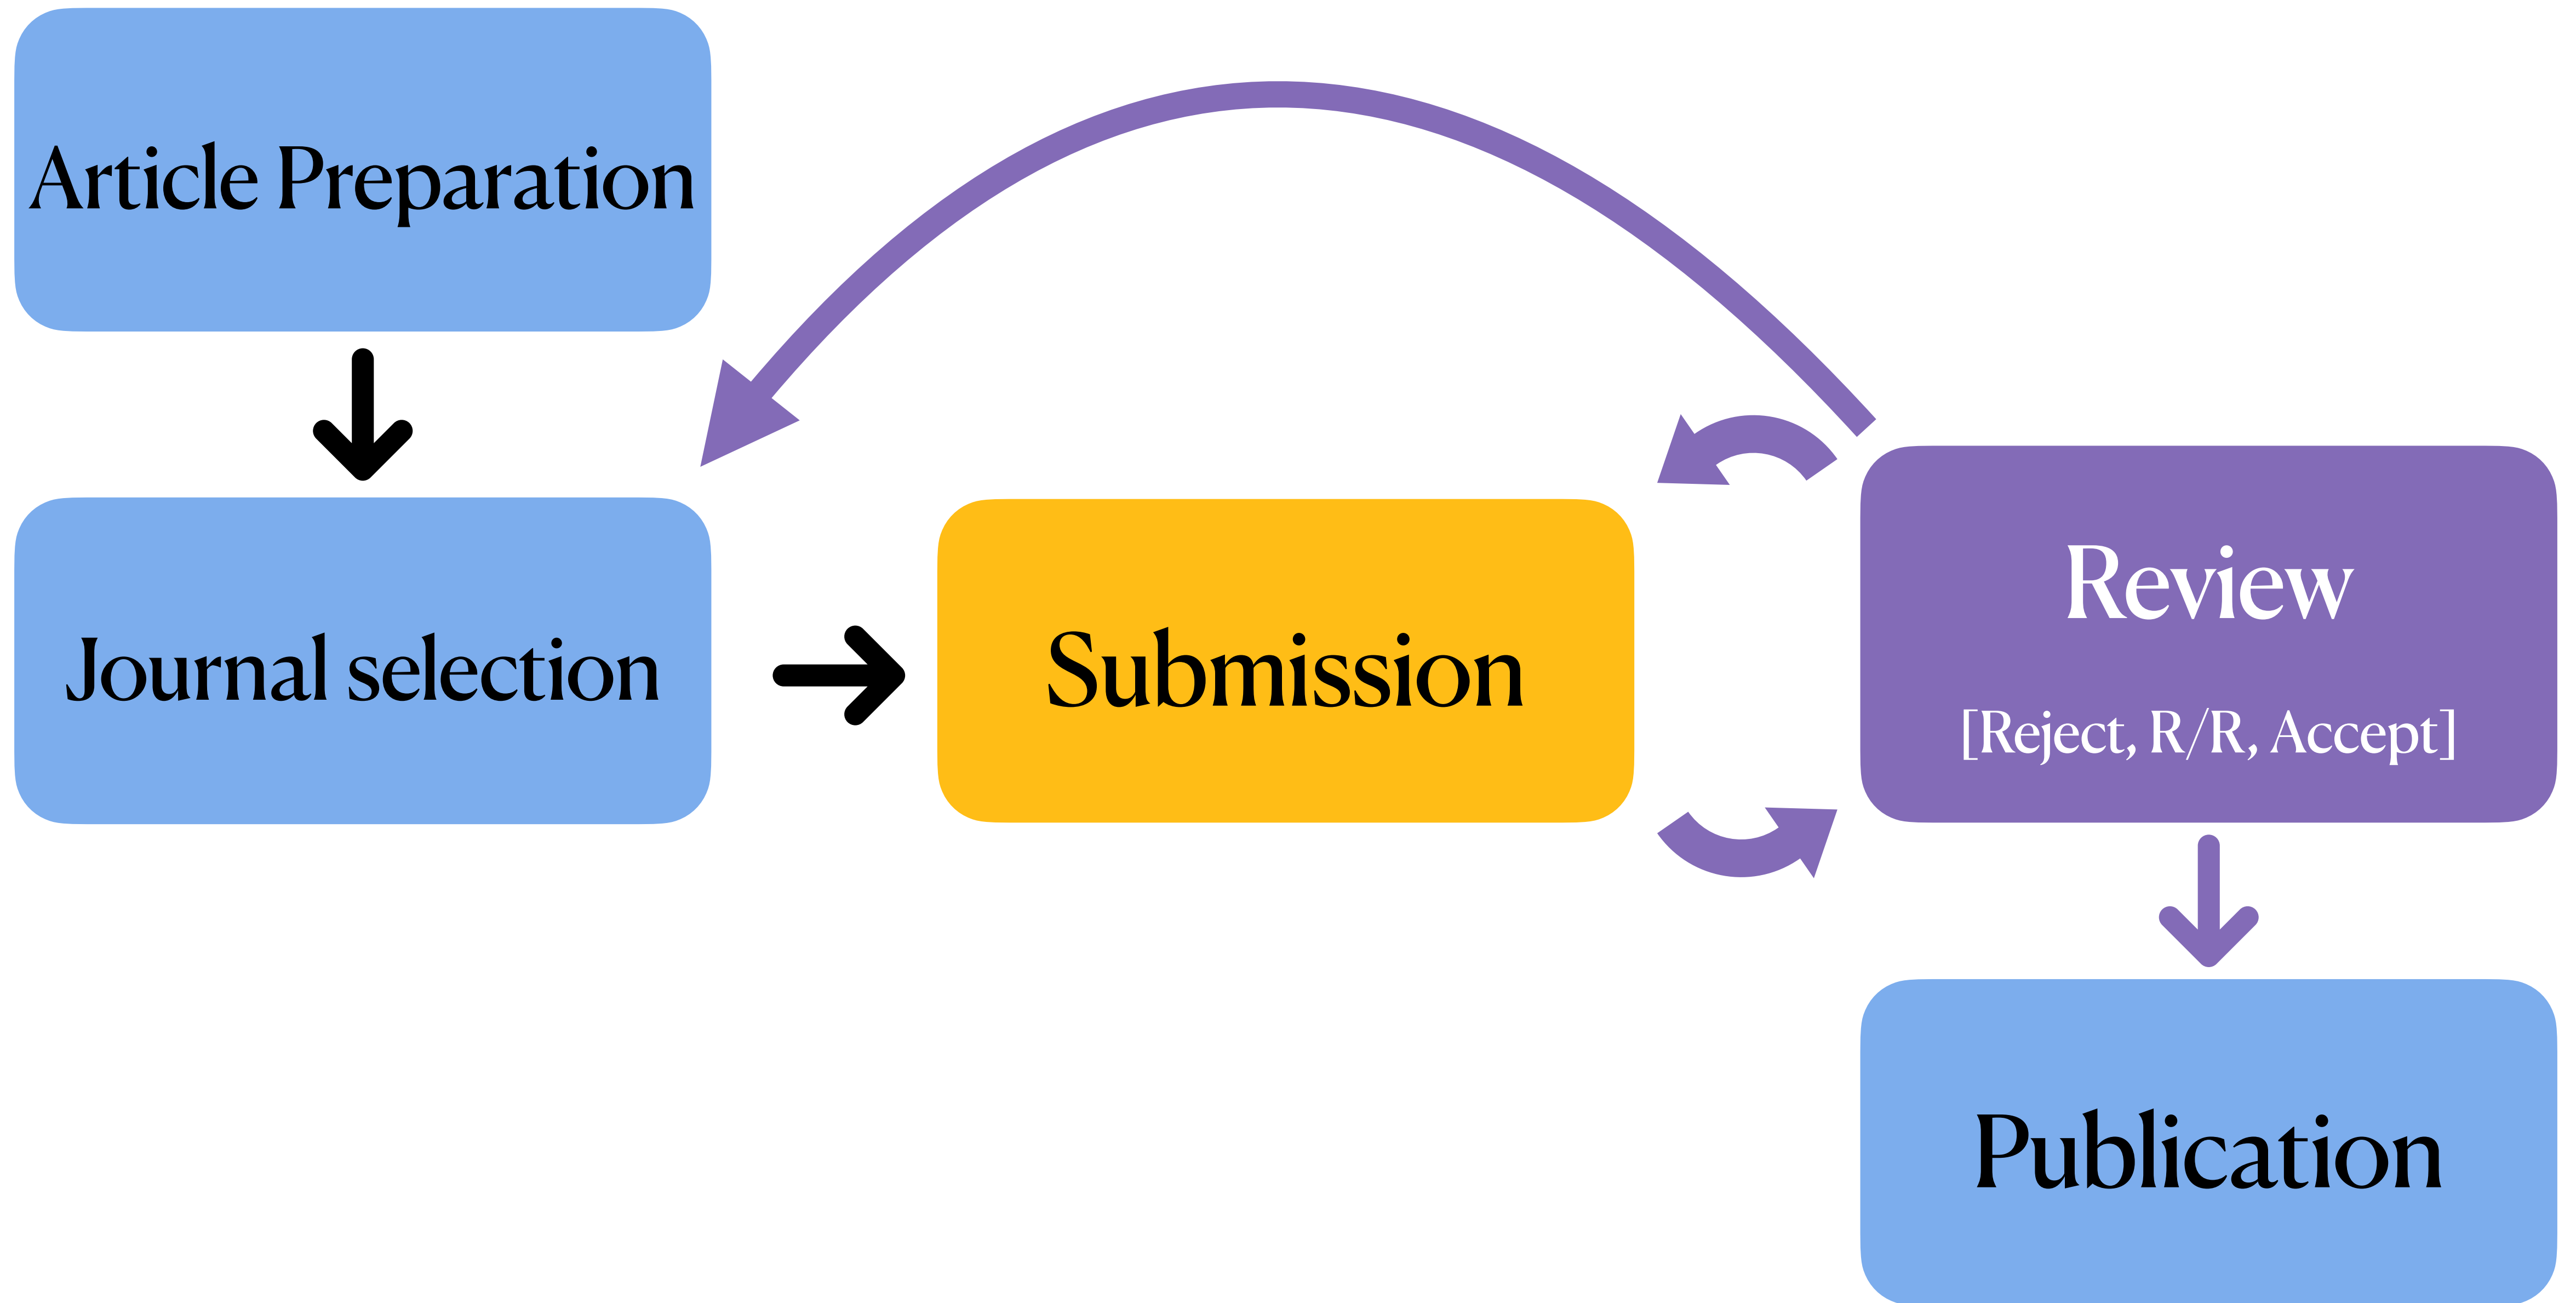 Article Preparation
Journal selection
Submission
Review
[Reject, R/R, Accept]
Publication